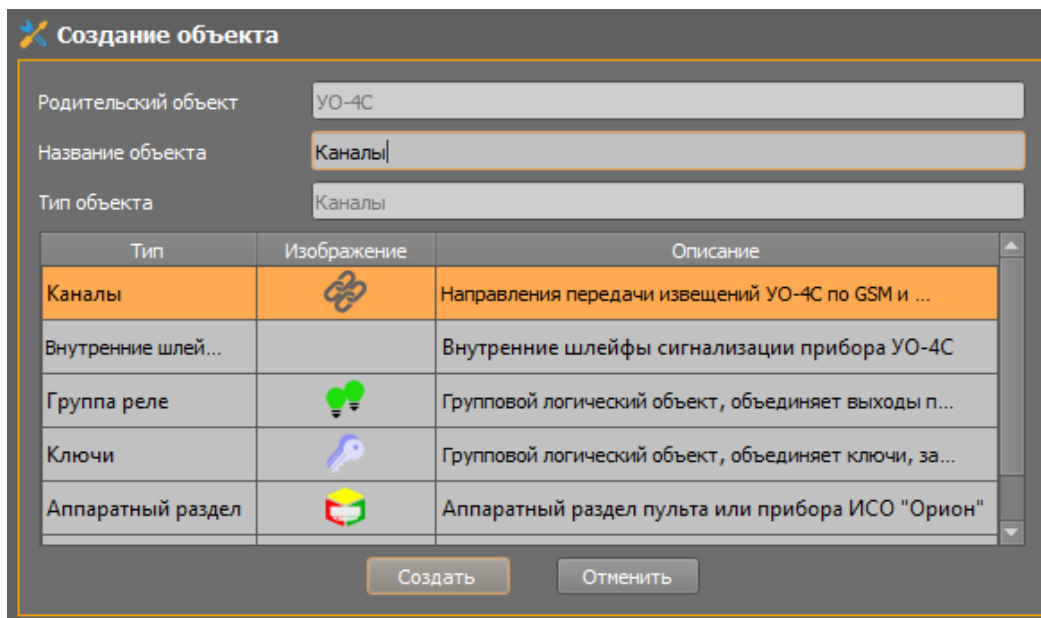 Создание объекта
Родительский объект УО-4С
Название объекта Каналы
Тип объекта Каналы
Тип Изображение Описание
Каналы Направления передачи извещений УО-4С по GSM и ...
Внутренние шлей... Внутренние шлейфы сигнализации прибора УО-4С
Группа реле Групповой логический объект, объединяет выходы п...
Ключи Групповой логический объект, объединяет ключи, за...
Аппаратный раздел Аппаратный раздел пульта или прибора ИСО "Орион"
Создать Отменить